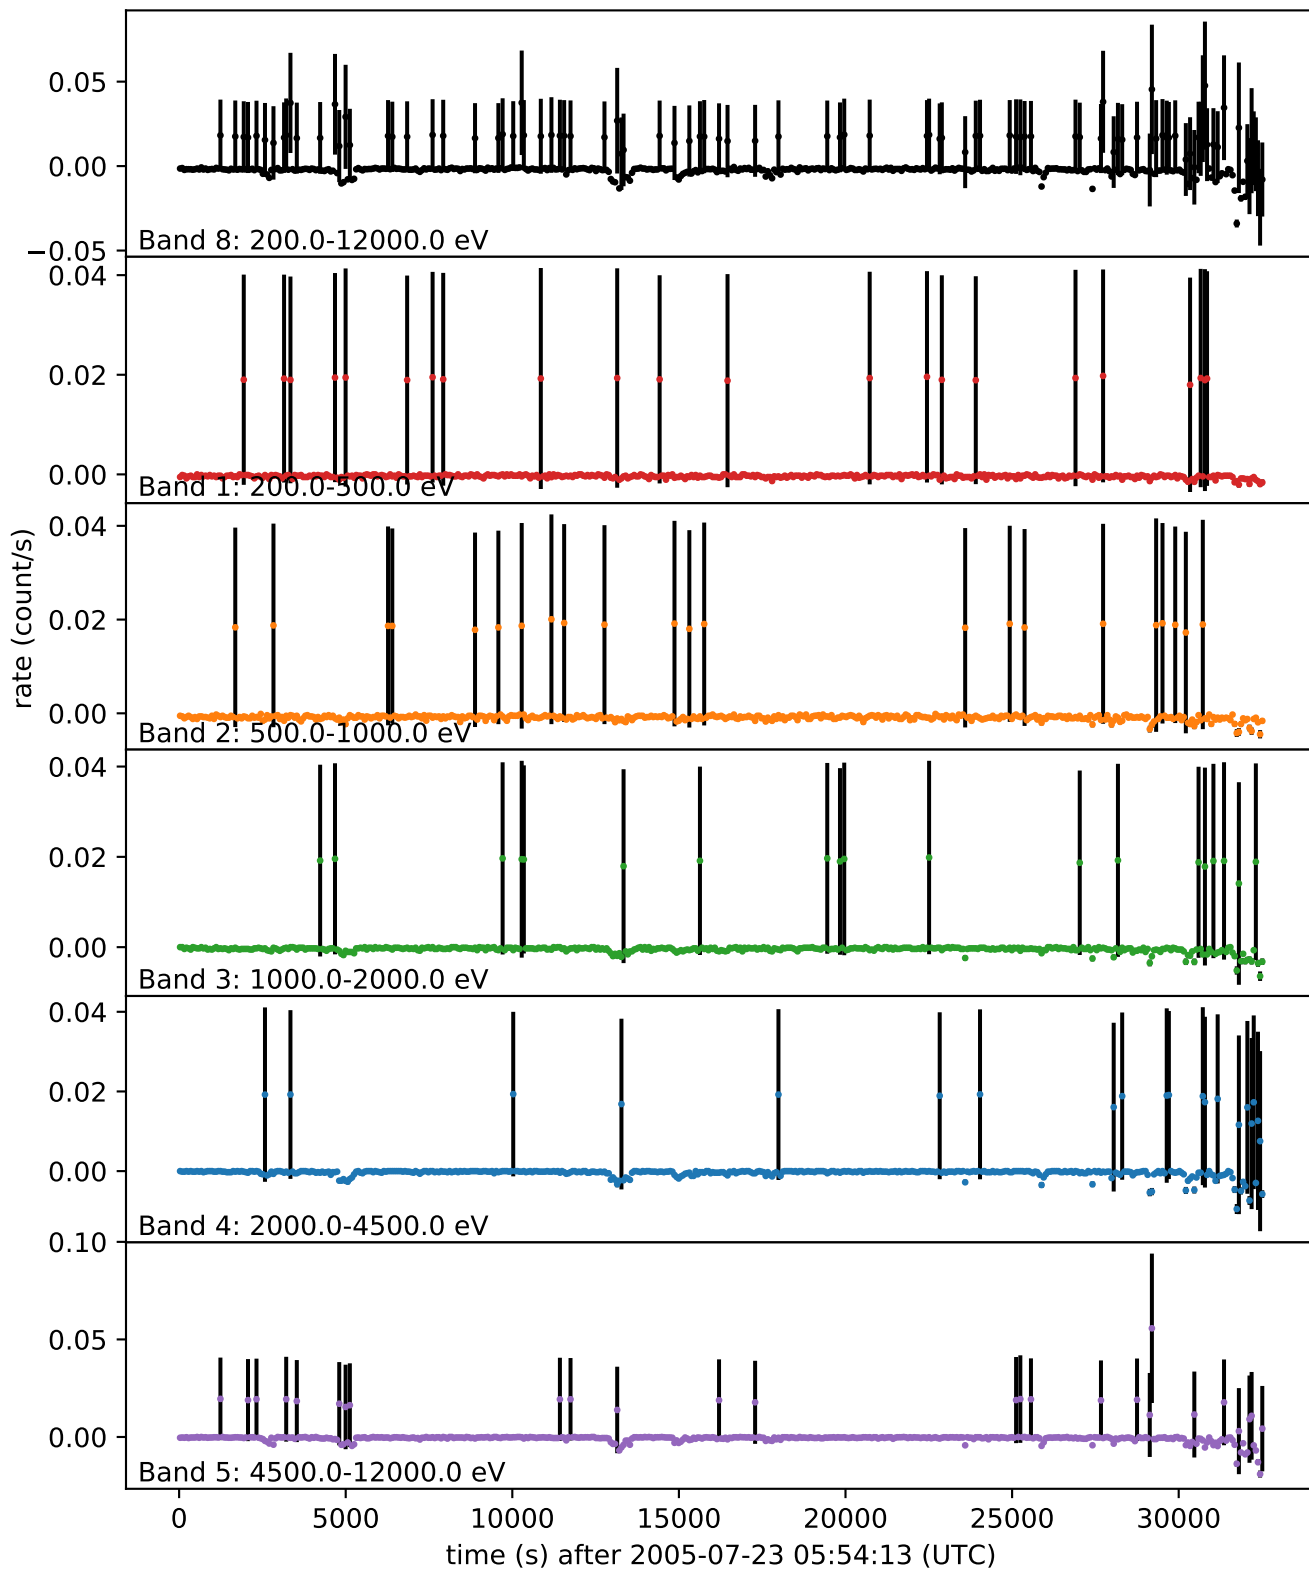 0.05
0.00
−0.05
Band 8: 200.0-12000.0 eV
0.04
0.02
0.00
Band 1: 200.0-500.0 eV
0.04
0.02
0.00
Band 2: 500.0-1000.0 eV
rate (count/s)
0.04
0.02
0.00
Band 3: 1000.0-2000.0 eV
0.04
0.02
0.00
Band 4: 2000.0-4500.0 eV
0.10
0.05
0.00
Band 5: 4500.0-12000.0 eV
0 5000 10000 15000 20000 25000 30000
time (s) after 2005-07-23 05:54:13 (UTC)